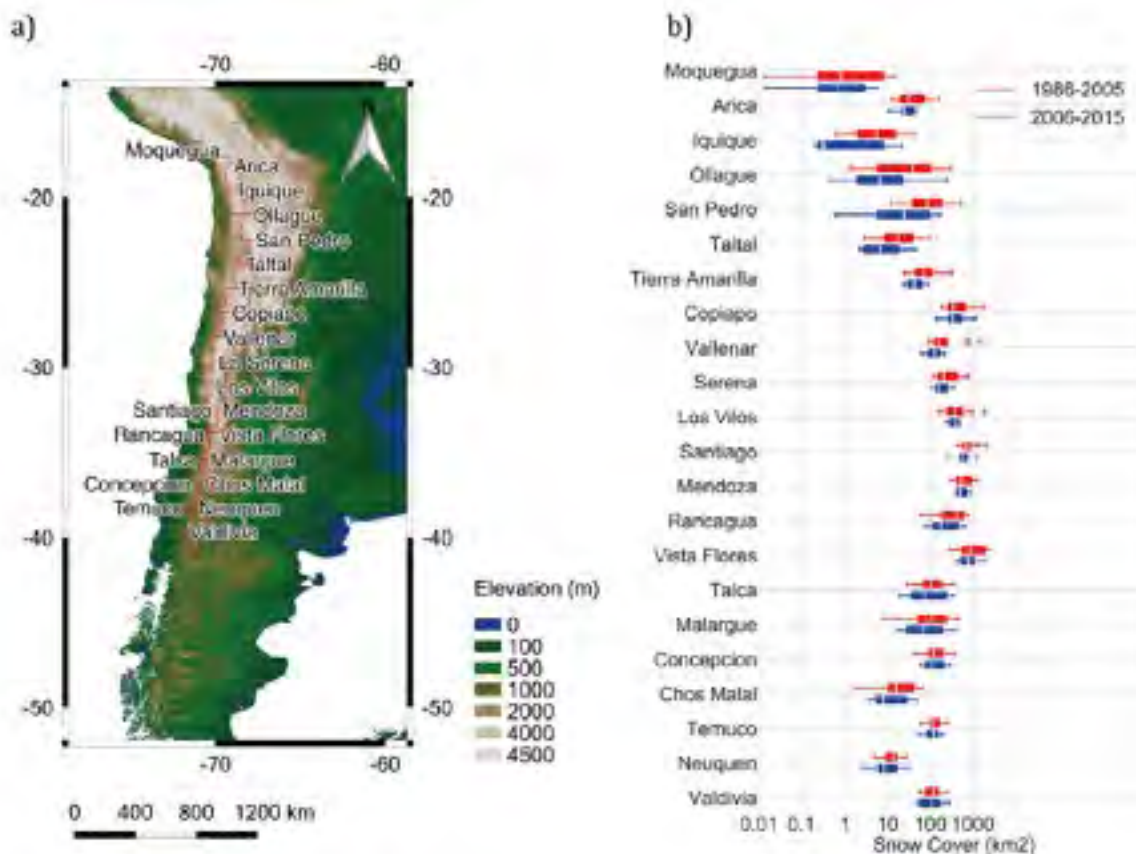 a)
-70
-60
Moquegua
Arica
Iquique
Ollague
-20
-20
San Pedro
Taltal
Tierra Amarilla
Copiapo
Vallenar
-30
-30
La Serena
Los Vilos
Santiago Mendoza
Rancagua Vista Flores
Talca Malargue
Concepcion Chos Malal
Temuco Neuquen
Valdivia
-40
-40
-50
-50
-70
-60
Elevation (m)
0
100
500
1000
2000
4000
4500
0 400 800 1200 km
b)
Moquegua
1986-2005
Arica
2006-2015
Iquique
Ollague
San Pedro
Taltal
Tierra Amarilla
Copiapo
Vallenar
Serena
Los Vilos
Santiago
Mendoza
Rancagua
Vista Flores
Talca
Malargue
Concepcion
Chos Malal
Temuco
Neuquen
Valdivia
0.01 0.1 1 10 100 1000
Snow Cover (km2)